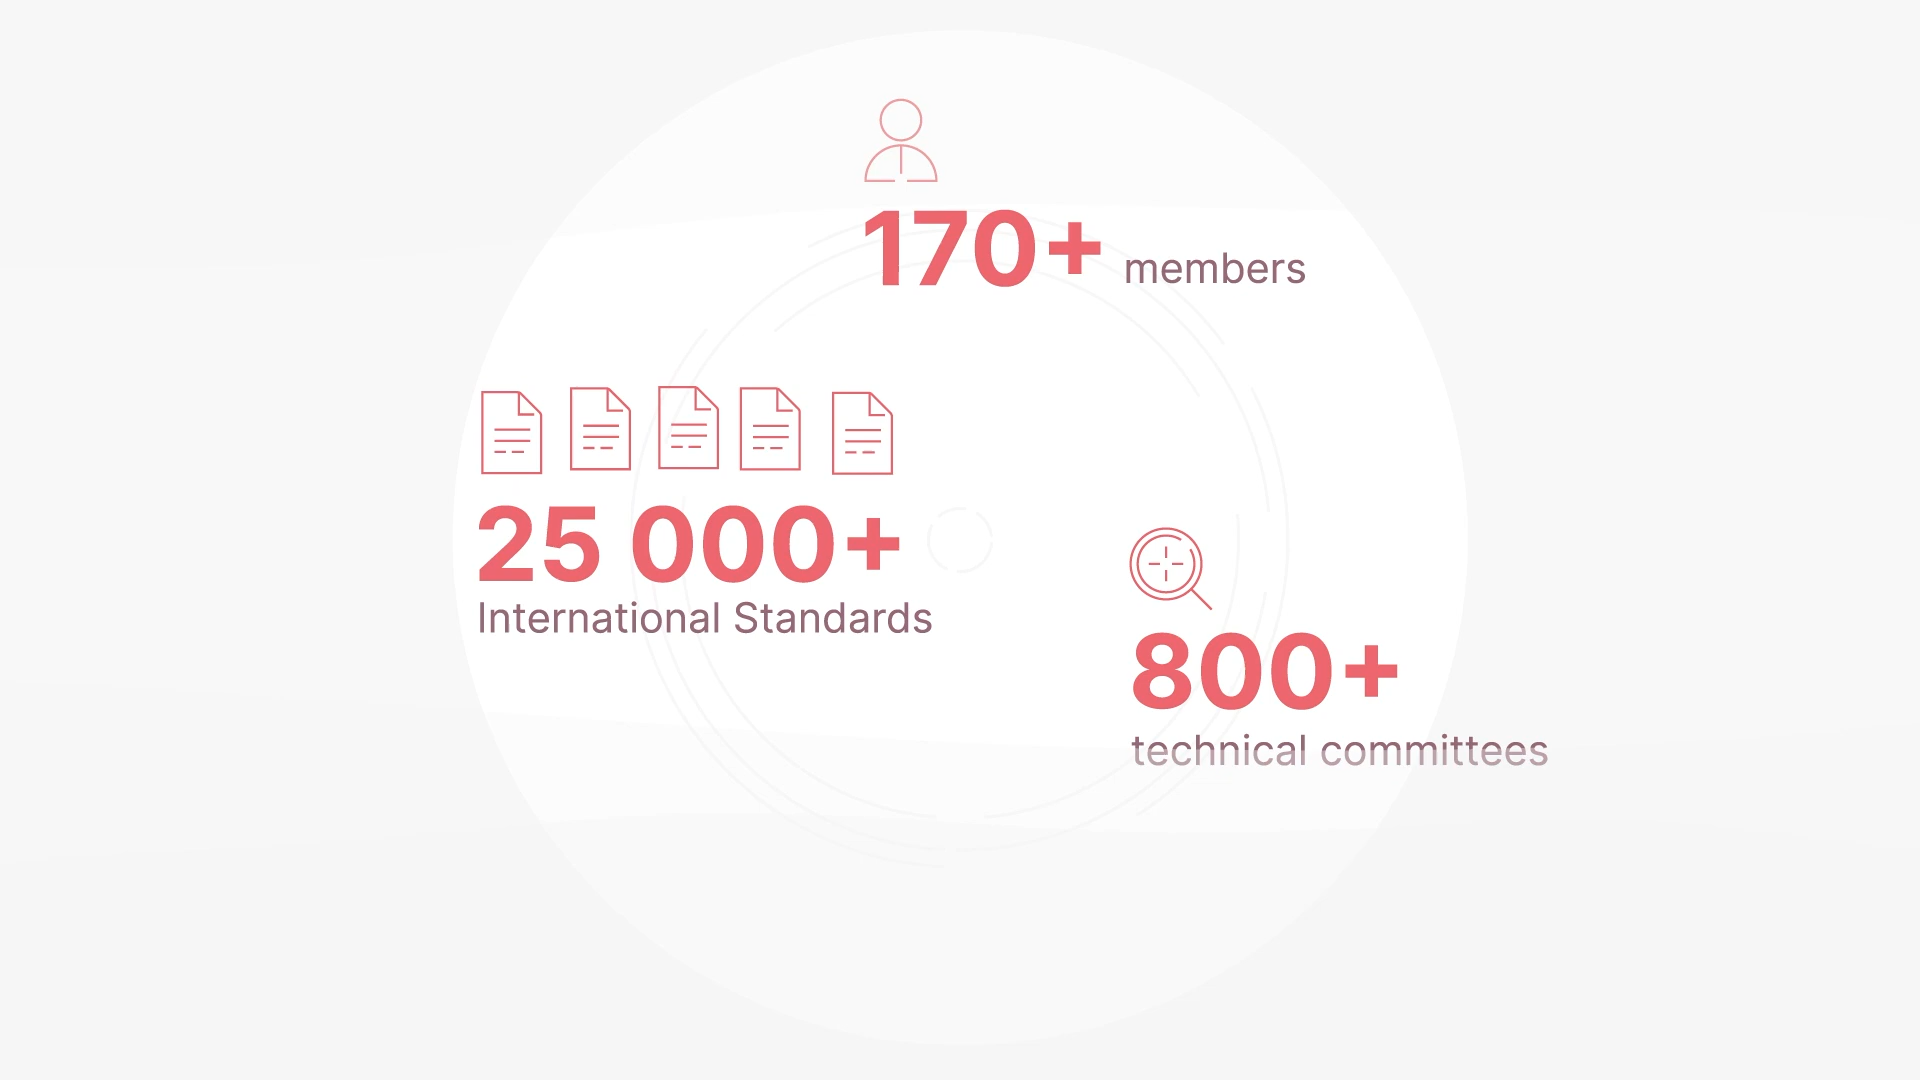 170+ members
25 000+
International Standards
800+
technical committees